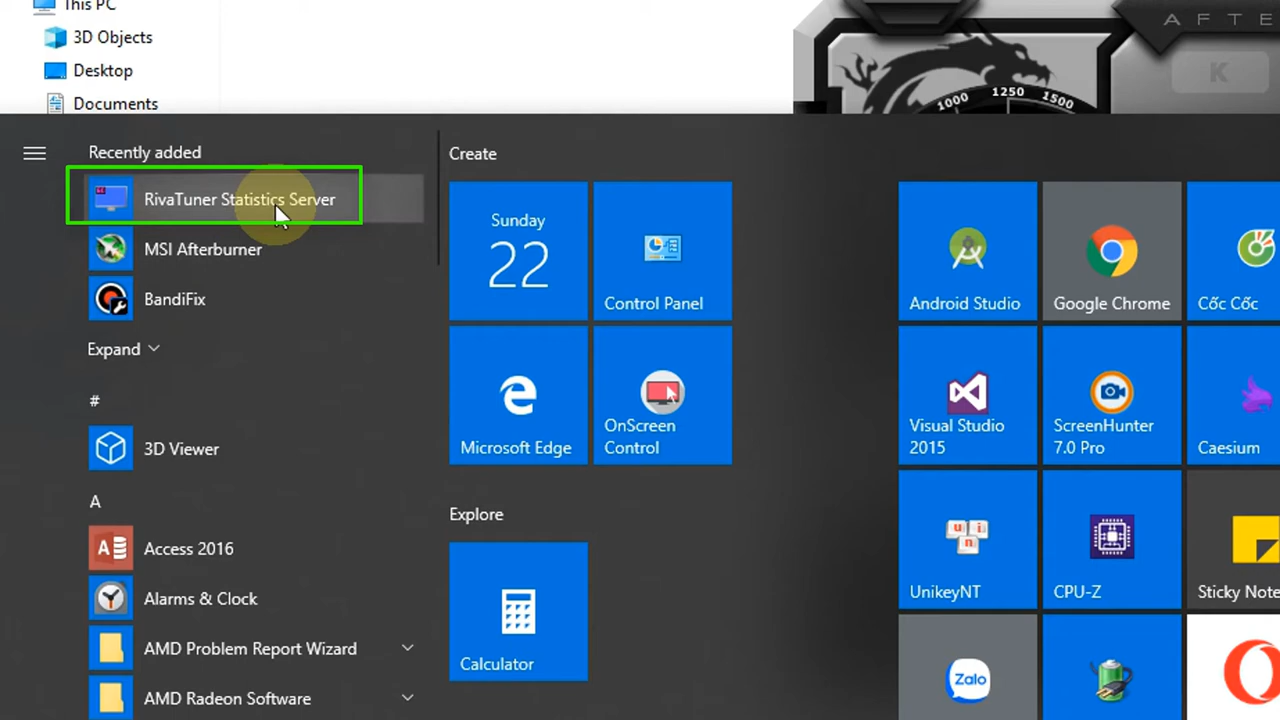 This PC
3D Objects
Desktop
Documents
A F T E
K
1000 1250 1500
Recently added
RivaTuner Statistics Server
MSI Afterburner
BandiFix
Expand
#
3D Viewer
A
Access 2016
Alarms & Clock
AMD Problem Report Wizard
AMD Radeon Software
Create
Sunday
22
Control Panel
Microsoft Edge
OnScreen
Control
Explore
Calculator
Android Studio
Google Chrome
Cốc Cốc
Visual Studio
2015
ScreenHunter
7.0 Pro
Caesium
u n i
UnikeyNT
CPU-Z
Sticky Note
Zalo